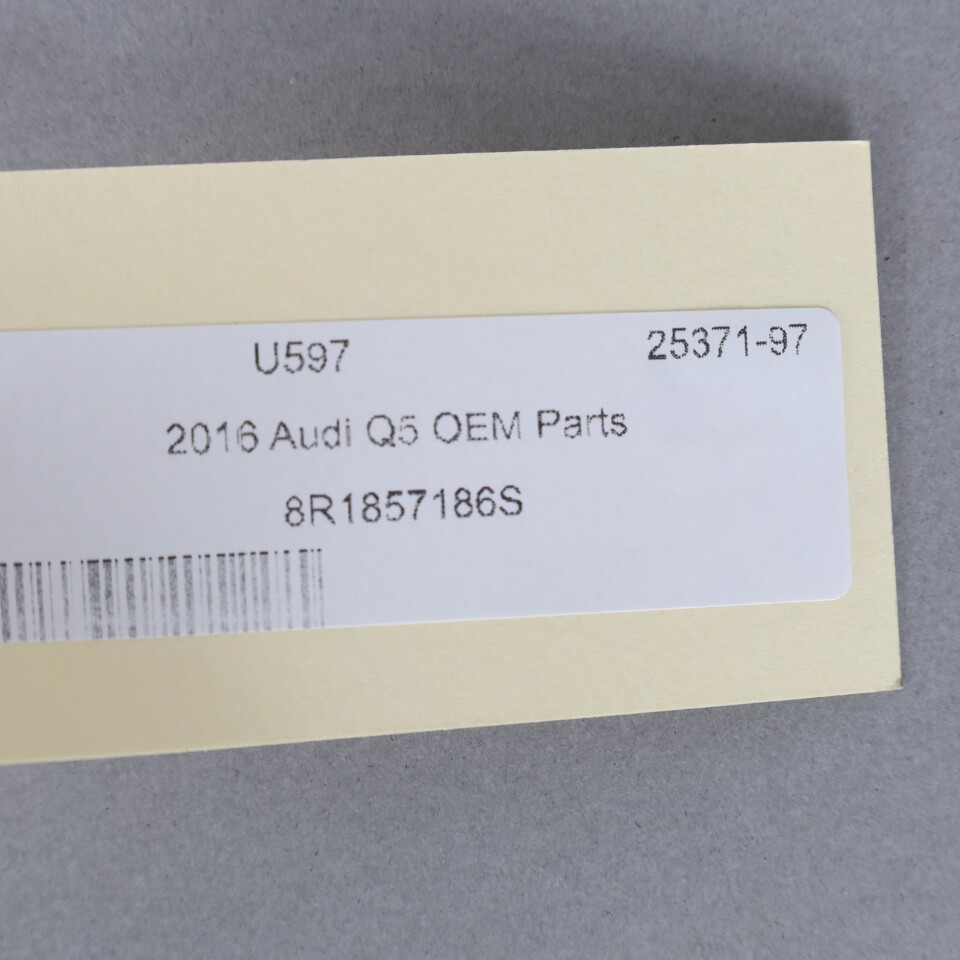 U597 25371-97
2016 Audi Q5 OEM Parts
8R1857186S